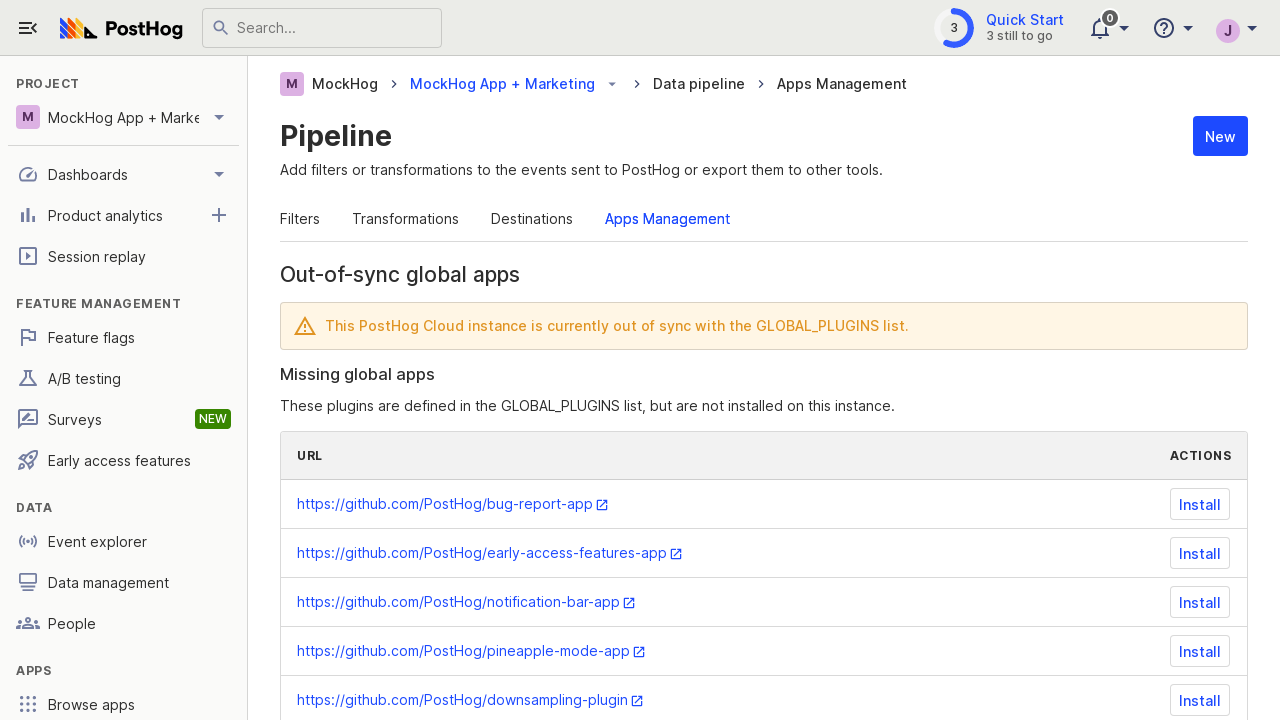 PostHog
Search...
3
Quick Start
3 still to go
0
J
PROJECT
M
MockHog App + Marke
Dashboards
Product analytics
Session replay
FEATURE MANAGEMENT
Feature flags
A/B testing
Surveys
NEW
Early access features
DATA
Event explorer
Data management
People
APPS
Browse apps
M MockHog
MockHog App + Marketing
Data pipeline
Apps Management
Pipeline
New
Add filters or transformations to the events sent to PostHog or export them to other tools.
Filters
Transformations
Destinations
Apps Management
Out-of-sync global apps
This PostHog Cloud instance is currently out of sync with the GLOBAL_PLUGINS list.
Missing global apps
These plugins are defined in the GLOBAL_PLUGINS list, but are not installed on this instance.
URL ACTIONS
https://github.com/PostHog/bug-report-app Install
https://github.com/PostHog/early-access-features-app Install
https://github.com/PostHog/notification-bar-app Install
https://github.com/PostHog/pineapple-mode-app Install
https://github.com/PostHog/downsampling-plugin Install